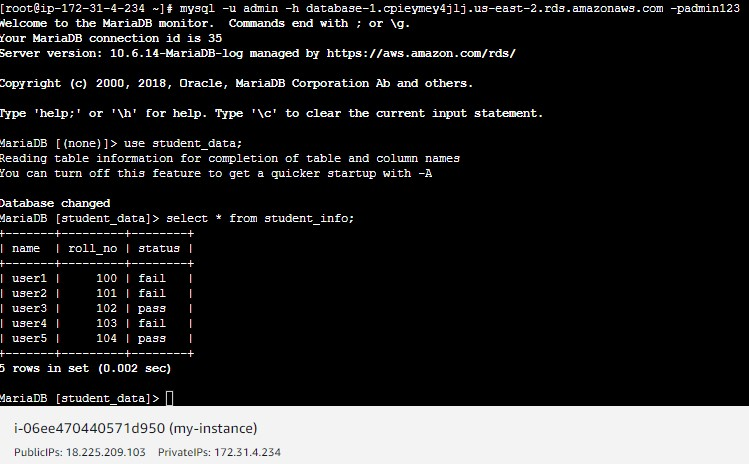 [root@ip-172-31-4-234 ~]# mysql -u admin -h database-1.cpieymey4jlj.us-east-2.rds.amazonaws.com -padmin123
Welcome to the MariaDB monitor.  Commands end with ; or \g.
Your MariaDB connection id is 35
Server version: 10.6.14-MariaDB-log managed by https://aws.amazon.com/rds/

Copyright (c) 2000, 2018, Oracle, MariaDB Corporation Ab and others.

Type 'help;' or '\h' for help. Type '\c' to clear the current input statement.

MariaDB [(none)]> use student_data;
Reading table information for completion of table and column names
You can turn off this feature to get a quicker startup with -A

Database changed
MariaDB [student_data]> select * from student_info;
+-------+---------+--------+
| name  | roll_no | status |
+-------+---------+--------+
| user1 |     100 | fail   |
| user2 |     101 | fail   |
| user3 |     102 | pass   |
| user4 |     103 | fail   |
| user5 |     104 | pass   |
+-------+---------+--------+
5 rows in set (0.002 sec)

MariaDB [student_data]>
i-06ee470440571d950 (my-instance)
PublicIPs: 18.225.209.103    PrivateIPs: 172.31.4.234